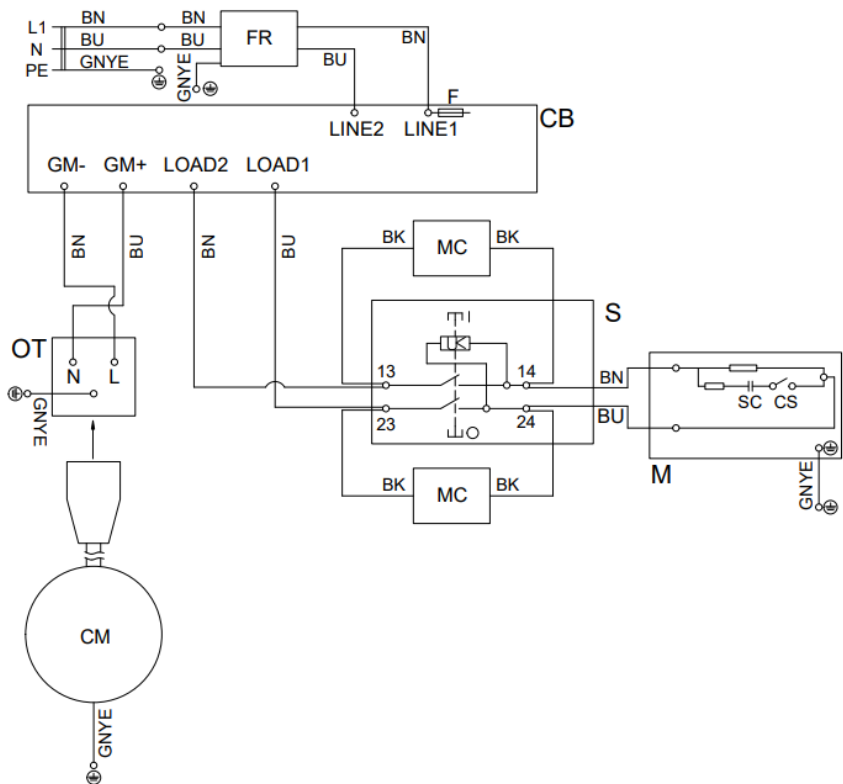 L1 BN BN FR BN
N BU BU BU
PE GNYE GNYE
F
LINE2 LINE1 CB
GM- GM+ LOAD2 LOAD1
BN BU BN BU
BK MC BK
S
I
U<
OT
N L
13 14
BN
23 24
BU
O
SC CS
GNYE
M
BK MC BK
GNYE
CM
GNYE